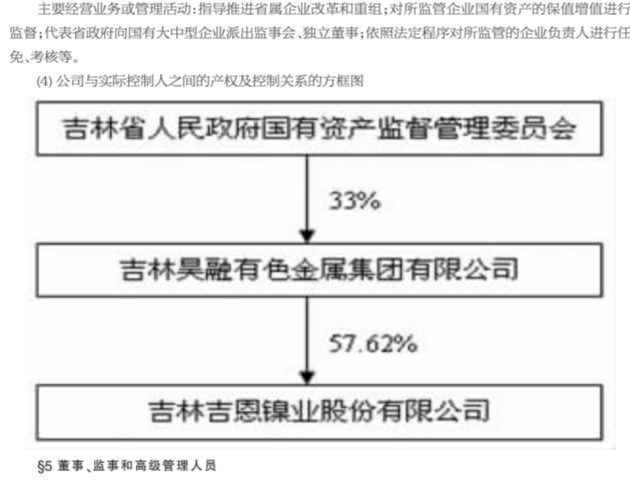 主要经营业务或管理活动:指导推进省属企业改革和重组;对所监管企业国有资产的保值增值进行
监督;代表省政府向国有大中型企业派出监事会、独立董事;依照法定程序对所监管的企业负责人进行任
免、考核等。
(4) 公司与实际控制人之间的产权及控制关系的方框图
吉林省人民政府国有资产监督管理委员会
33%
吉林昊融有色金属集团有限公司
57.62%
吉林吉恩镍业股份有限公司
§5 董事、监事和高级管理人员